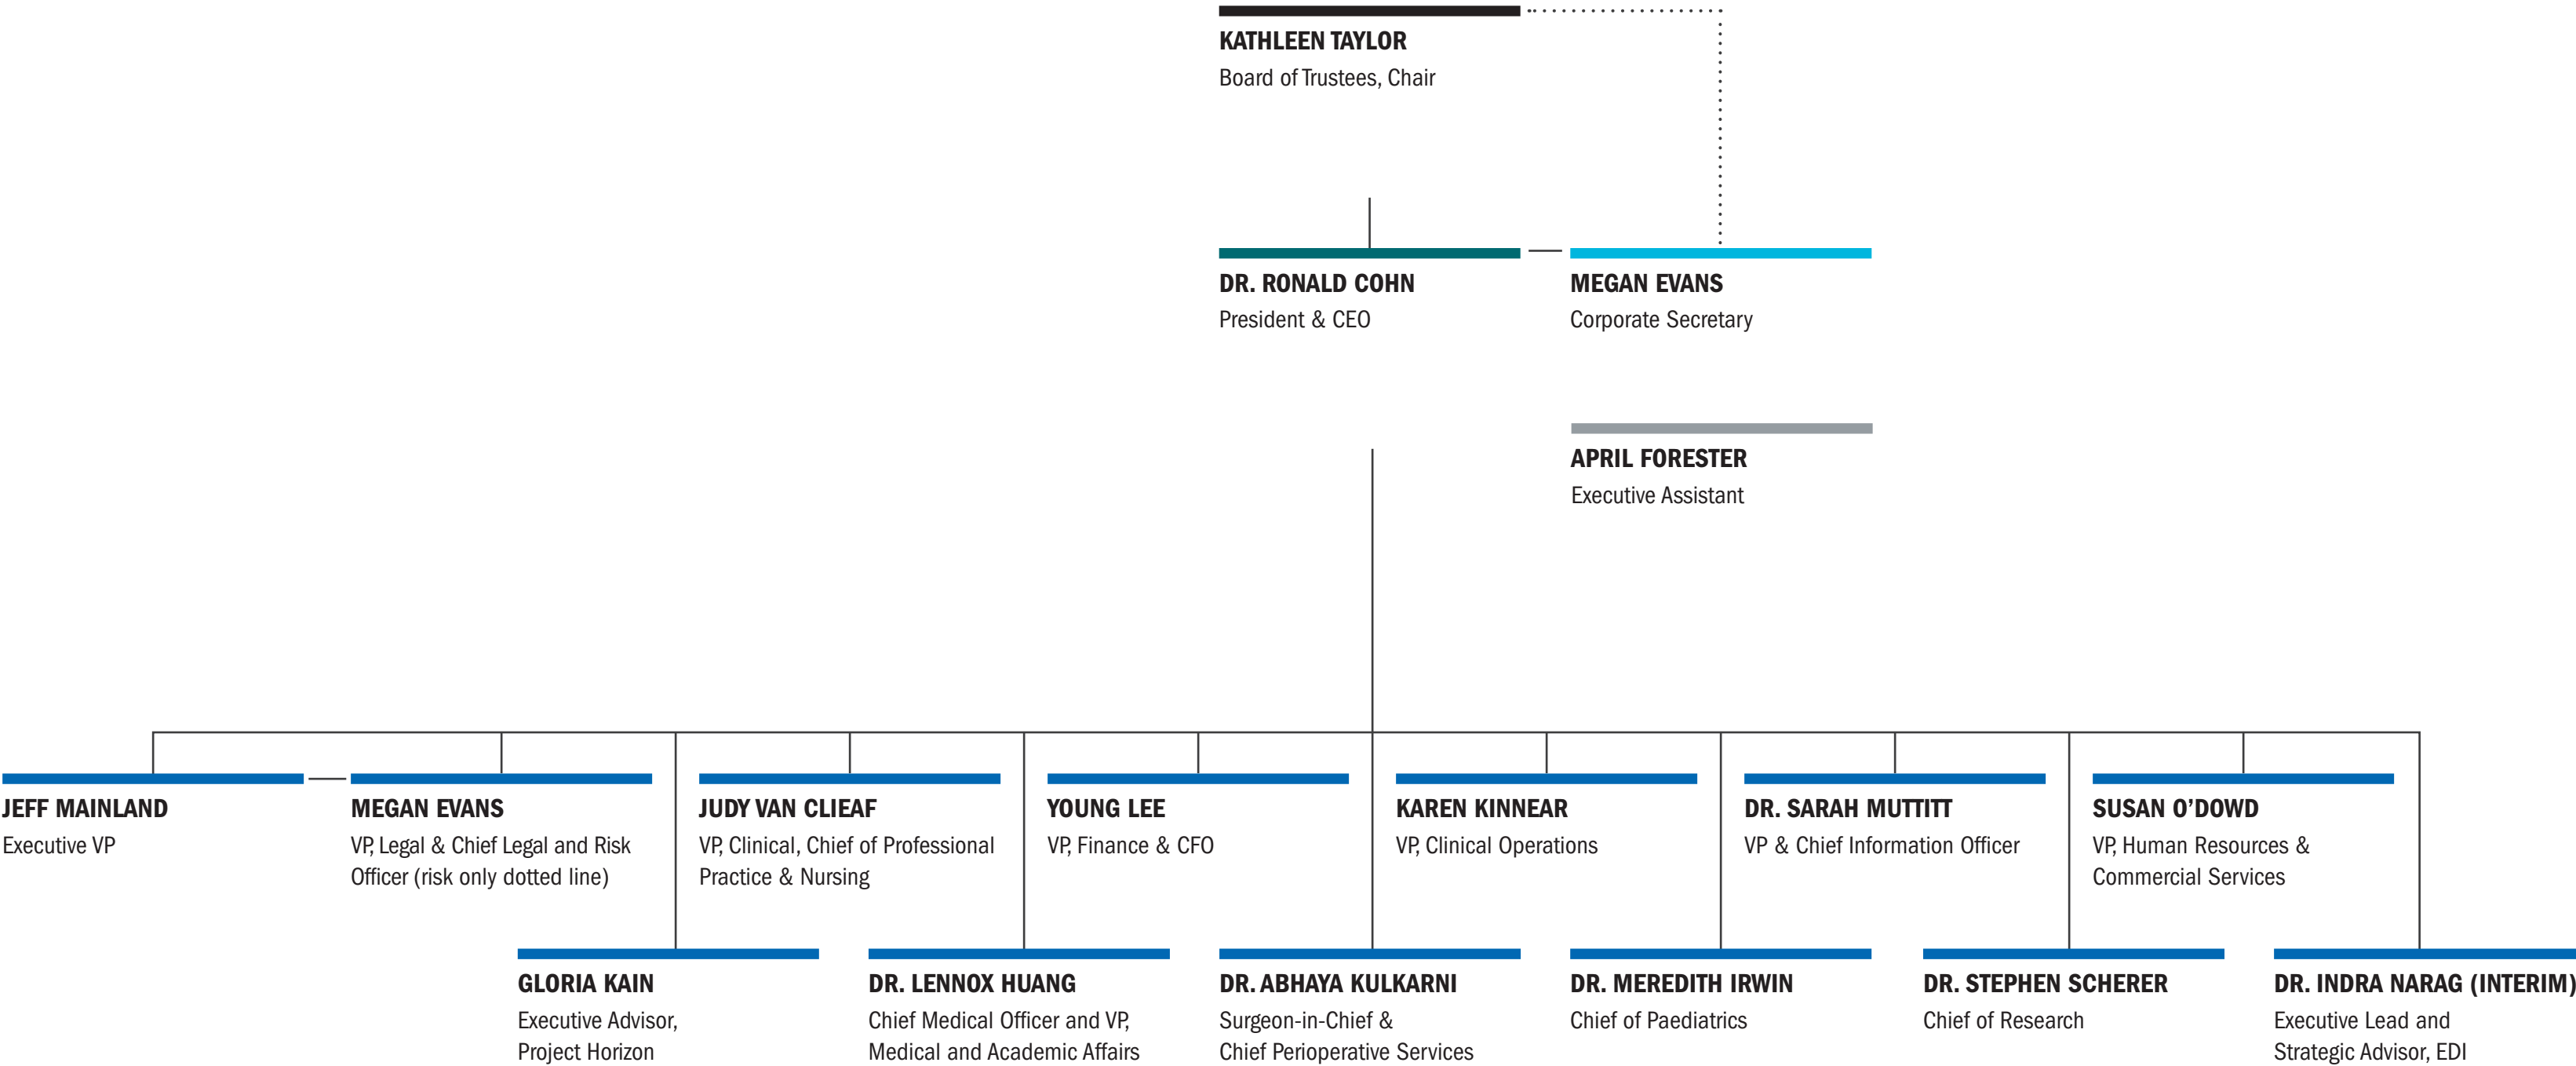 KATHLEEN TAYLOR
Board of Trustees, Chair
DR. RONALD COHN
President & CEO
MEGAN EVANS
Corporate Secretary
APRIL FORESTER
Executive Assistant
JEFF MAINLAND
Executive VP
MEGAN EVANS
VP, Legal & Chief Legal and Risk
Officer (risk only dotted line)
JUDY VAN CLIEAF
VP, Clinical, Chief of Professional
Practice & Nursing
YOUNG LEE
VP, Finance & CFO
KAREN KINNEAR
VP, Clinical Operations
DR. SARAH MUTTITT
VP & Chief Information Officer
SUSAN O’DOWD
VP, Human Resources &
Commercial Services
GLORIA KAIN
Executive Advisor,
Project Horizon
DR. LENNOX HUANG
Chief Medical Officer and VP,
Medical and Academic Affairs
DR. ABHAYA KULKARNI
Surgeon-in-Chief &
Chief Perioperative Services
DR. MEREDITH IRWIN
Chief of Paediatrics
DR. STEPHEN SCHERER
Chief of Research
DR. INDRA NARAG (INTERIM)
Executive Lead and
Strategic Advisor, EDI